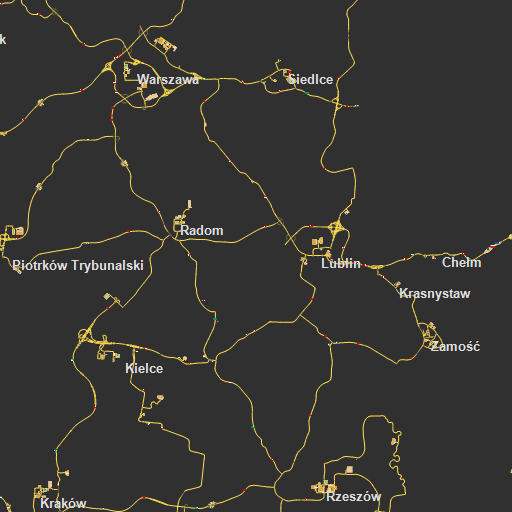 k
Warszawa
Siedlce
Radom
Lublin
Chełm
Piotrków Trybunalski
Krasnystaw
Zamość
Kielce
Kraków
Rzeszów